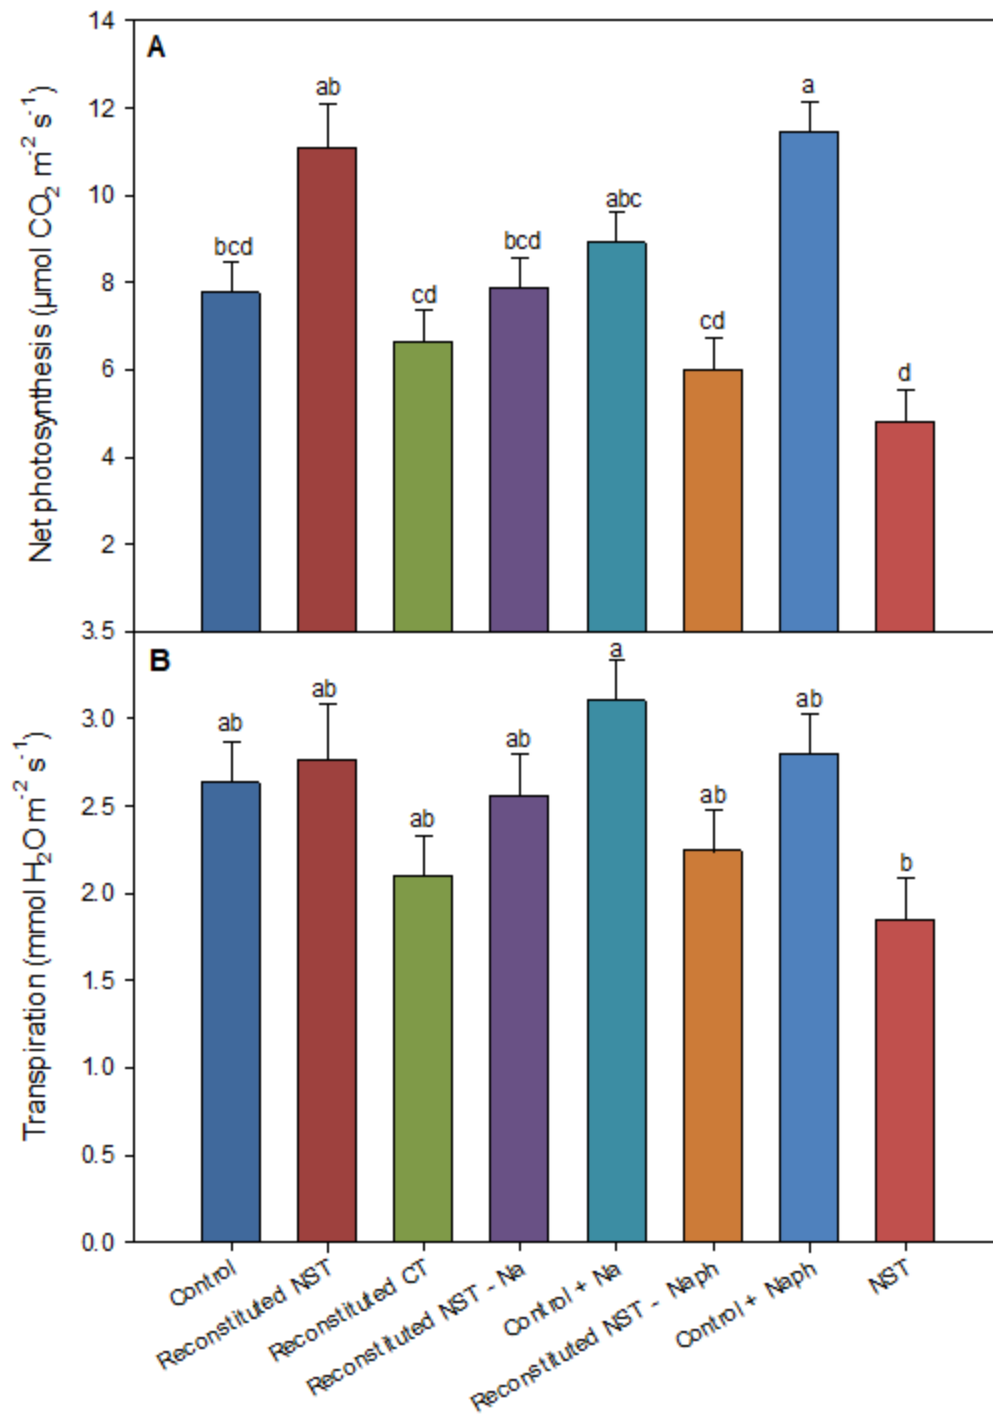 A
Net photosynthesis (µmol CO₂ m⁻² s⁻¹)
14
12
10
8
6
4
2
bcd
ab
cd
bcd
abc
cd
a
d
B
Transpiration (mmol H₂O m⁻² s⁻¹)
3.5
3.0
2.5
2.0
1.5
1.0
0.5
0.0
ab
ab
ab
ab
a
ab
ab
b
Control
Reconstituted NST
Reconstituted CT
Reconstituted NST - Na
Control + Na
Reconstituted NST - Naph
Control + Naph
NST